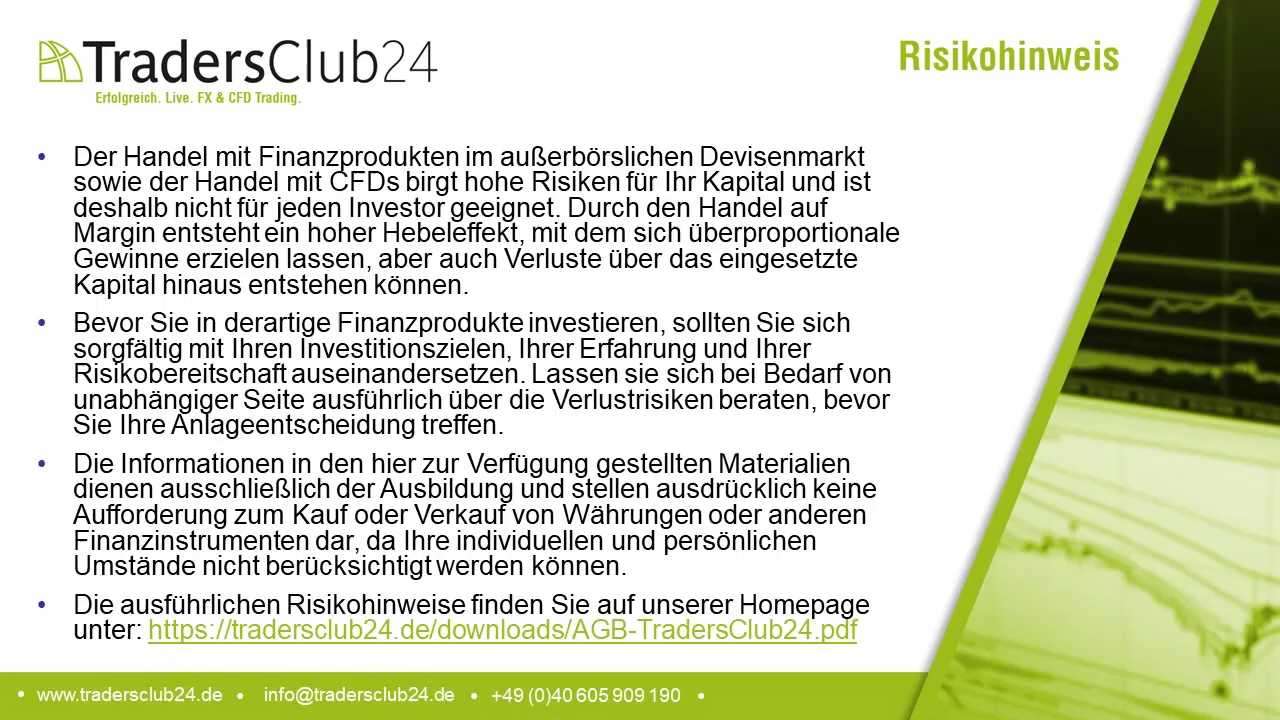 TradersClub24
Risikohinweis
Erfolgreich. Live. FX & CFD Trading.
• Der Handel mit Finanzprodukten im außerbörslichen Devisenmarkt
sowie der Handel mit CFDs birgt hohe Risiken für Ihr Kapital und ist
deshalb nicht für jeden Investor geeignet. Durch den Handel auf
Margin entsteht ein hoher Hebeleffekt, mit dem sich überproportionale
Gewinne erzielen lassen, aber auch Verluste über das eingesetzte
Kapital hinaus entstehen können.
• Bevor Sie in derartige Finanzprodukte investieren, sollten Sie sich
sorgfältig mit Ihren Investitionszielen, Ihrer Erfahrung und Ihrer
Risikobereitschaft auseinandersetzen. Lassen sie sich bei Bedarf von
unabhängiger Seite ausführlich über die Verlustrisiken beraten, bevor
Sie Ihre Anlageentscheidung treffen.
• Die Informationen in den hier zur Verfügung gestellten Materialien
dienen ausschließlich der Ausbildung und stellen ausdrücklich keine
Aufforderung zum Kauf oder Verkauf von Währungen oder anderen
Finanzinstrumenten dar, da Ihre individuellen und persönlichen
Umstände nicht berücksichtigt werden können.
• Die ausführlichen Risikohinweise finden Sie auf unserer Homepage
unter: https://tradersclub24.de/downloads/AGB-TradersClub24.pdf
• www.tradersclub24.de • info@tradersclub24.de • +49 (0)40 605 909 190 •